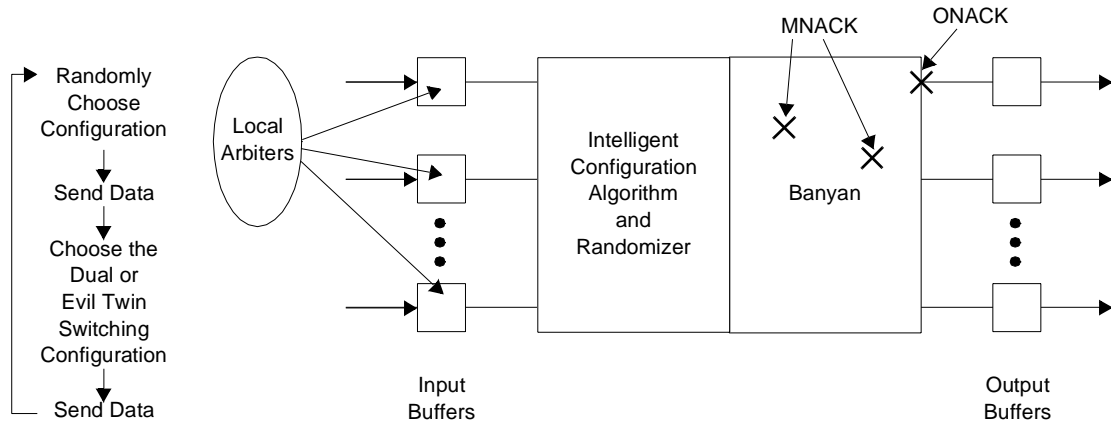 Randomly
Choose
Configuration
Send Data
Choose the
Dual or
Evil Twin
Switching
Configuration
Send Data
Local
Arbiters
Input
Buffers
Intelligent
Configuration
Algorithm
and
Randomizer
MNACK
Banyan
ONACK
Output
Buffers